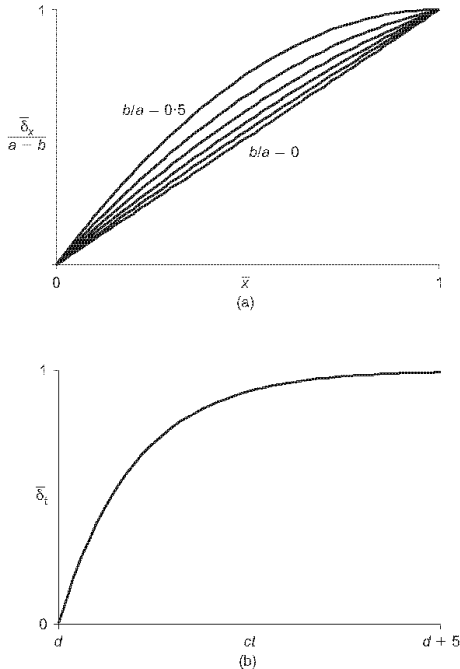 1
b/a – 0·5
δ̅ₓ
a – b
b/a – 0
0
x̅
1
(a)
1
δ̅ₜ
0
d
ct
d + 5
(b)